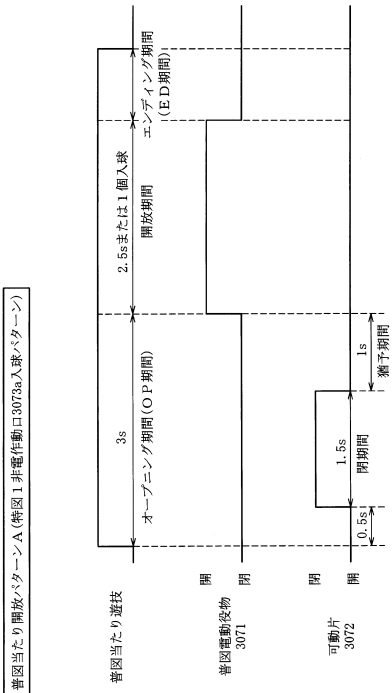 普図当たり開放パターンA(特図1非電作動口3073a入球パターン)
普図当たり遊技
3s
オープニング期間(OP期間)
2.5sまたは1個入球
開放期間
エンディング期間
(ED期間)
普図電動役物
3071
開
閉
可動片
3072
閉
開
0.5s
1.5s
閉期間
1s
猶予期間